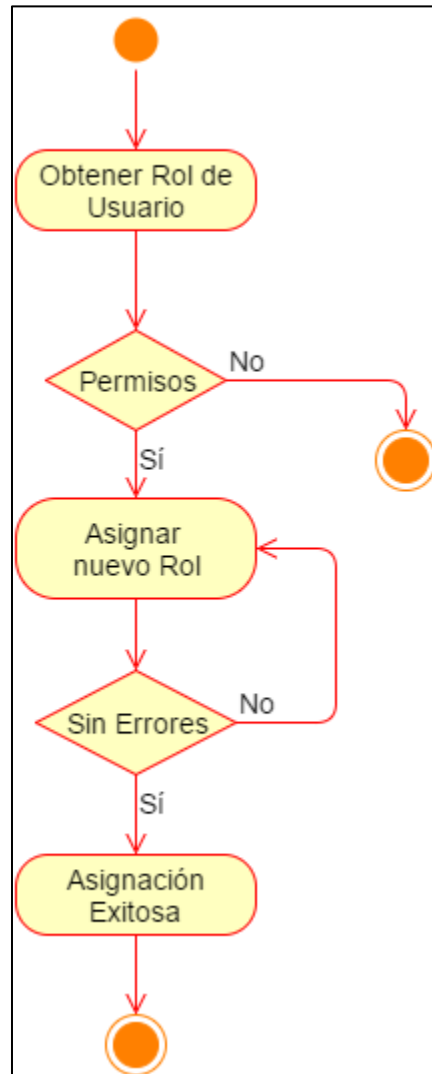 Obtener Rol de
Usuario
Permisos
No
Sí
Asignar
nuevo Rol
Sin Errores
No
Sí
Asignación
Exitosa